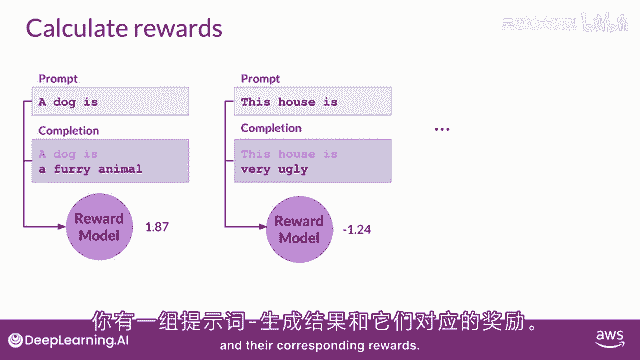 Calculate rewards
Prompt
A dog is
Completion
A dog is
a furry animal
Reward
Model
1.87
Prompt
This house is
Completion
This house is
very ugly
Reward
Model
-1.24
...
你有一组提示词-生成结果和它们对应的奖励。
and their corresponding rewards.
DeepLearning.AI
aws